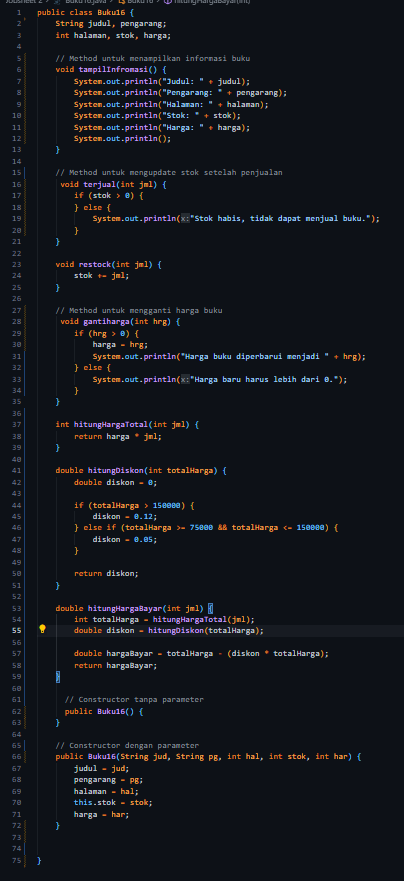 Jobsheet 2 > Buku16.java > Buku16 > hitungHargaBayar(int)
1 public class Buku16 {
2 String judul, pengarang;
3 int halaman, stok, harga;
4
5 // Method untuk menampilkan informasi buku
6 void tampilInfromasi() {
7 System.out.println("Judul: " + judul);
8 System.out.println("Pengarang: " + pengarang);
9 System.out.println("Halaman: " + halaman);
10 System.out.println("Stok: " + stok);
11 System.out.println("Harga: " + harga);
12 System.out.println();
13 }
14
15 // Method untuk mengupdate stok setelah penjualan
16 void terjual(int jml) {
17 if (stok > 0) {
18 } else {
19 System.out.println(x:"Stok habis, tidak dapat menjual buku.");
20 }
21 }
22
23 void restock(int jml) {
24 stok += jml;
25 }
26
27 // Method untuk mengganti harga buku
28 void gantiharga(int hrg) {
29 if (hrg > 0) {
30 harga = hrg;
31 System.out.println("Harga buku diperbarui menjadi " + hrg);
32 } else {
33 System.out.println(x:"Harga baru harus lebih dari 0.");
34 }
35 }
36
37 int hitungHargaTotal(int jml) {
38 return harga * jml;
39 }
40
41 double hitungDiskon(int totalHarga) {
42 double diskon = 0;
43
44 if (totalHarga > 150000) {
45 diskon = 0.12;
46 } else if (totalHarga >= 75000 && totalHarga <= 150000) {
47 diskon = 0.05;
48 }
49
50 return diskon;
51 }
52
53 double hitungHargaBayar(int jml) {
54 int totalHarga = hitungHargaTotal(jml);
55 double diskon = hitungDiskon(totalHarga);
56
57 double hargaBayar = totalHarga - (diskon * totalHarga);
58 return hargaBayar;
59 }
60
61 // Constructor tanpa parameter
62 public Buku16() {
63 }
64
65 // Constructor dengan parameter
66 public Buku16(String jud, String pg, int hal, int stok, int har) {
67 judul = jud;
68 pengarang = pg;
69 halaman = hal;
70 this.stok = stok;
71 harga = har;
72 }
73
74
75 }